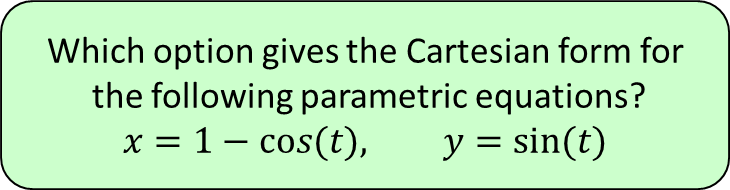 Which option gives the Cartesian form for
the following parametric equations?
x = 1 − cos(t), y = sin(t)